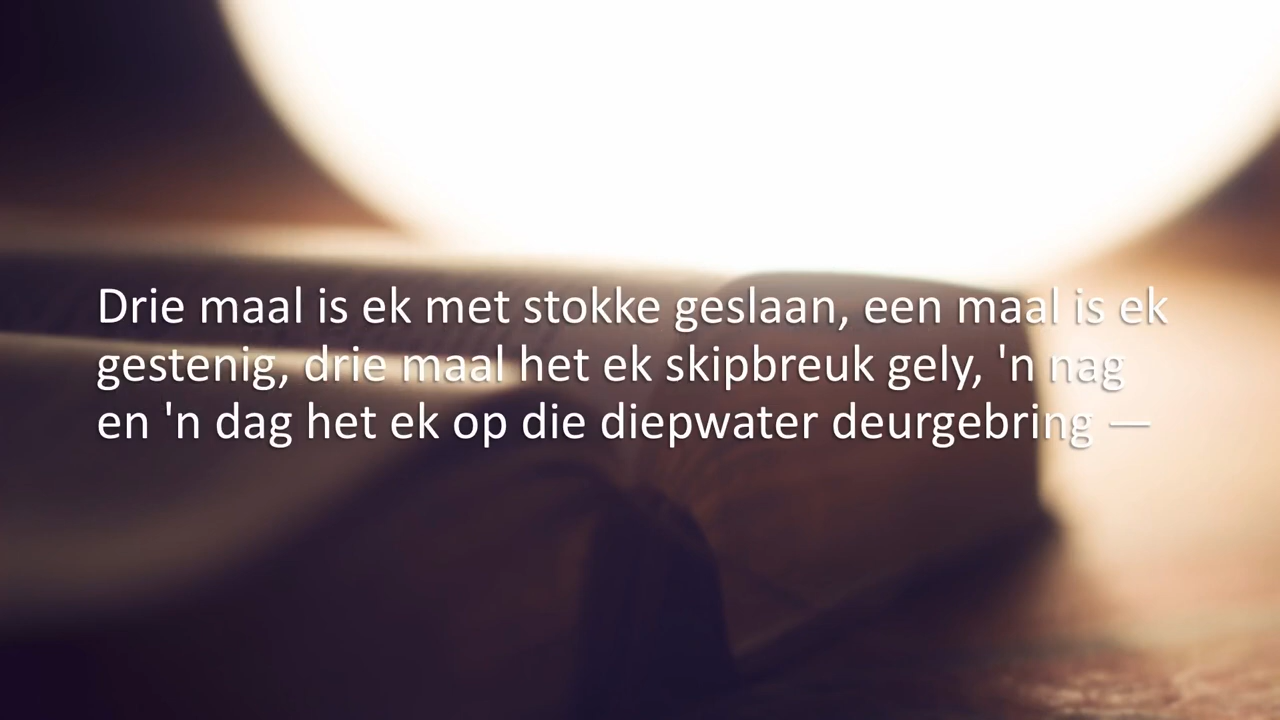 Drie maal is ek met stokke geslaan, een maal is ek
gestenig, drie maal het ek skipbreuk gely, 'n nag
en 'n dag het ek op die diepwater deurgebring —